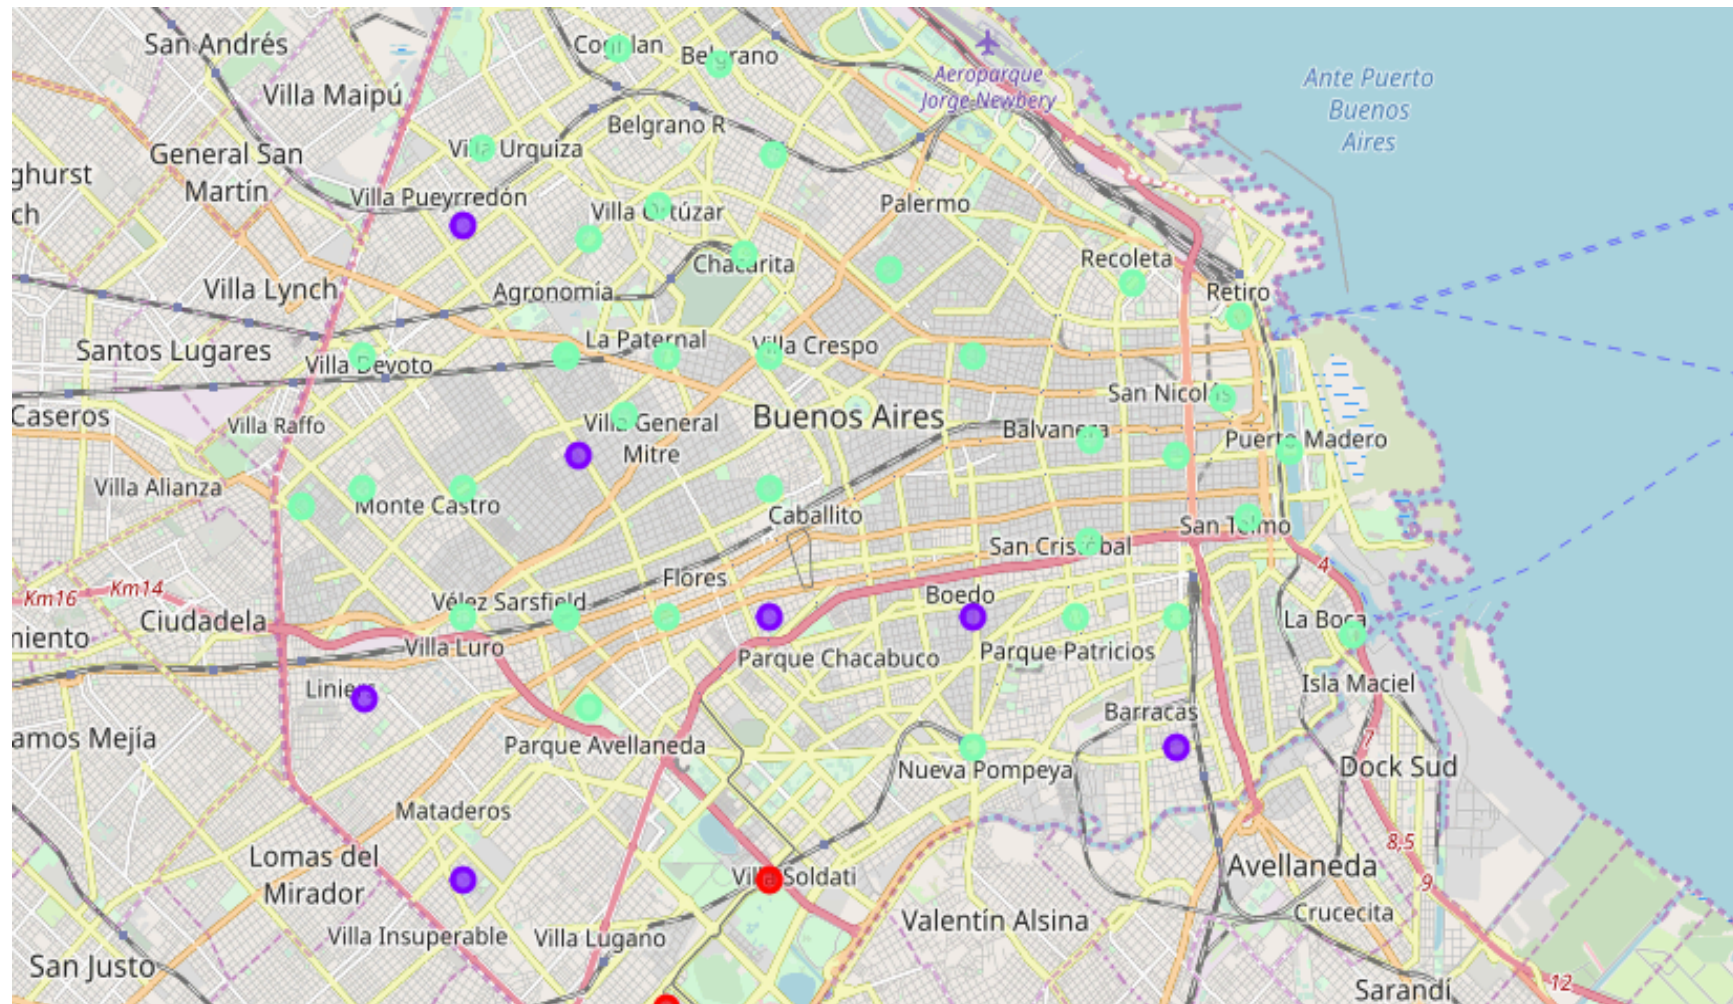 San Andrés
Coghlan
Belgrano
Aeroparque
Jorge Newbery
Ante Puerto
Buenos
Aires
Villa Maipú
Belgrano R
Villa Urquiza
General San
Martín
ghurst
ch
Villa Pueyrredón
Villa Ortúzar
Palermo
Chacarita
Recoleta
Retiro
Villa Lynch
Agronomía
Santos Lugares
Villa Devoto
La Paternal
Villa Crespo
San Nicolás
Caseros
Villa Raffo
Villa General
Mitre
Buenos Aires
Balvanera
Puerto Madero
Villa Alianza
Monte Castro
Caballito
San Cristóbal
San Telmo
Km16
Km14
Flores
Boedo
4
Ciudadela
Vélez Sarsfield
La Boca
niento
Villa Luro
Parque Chacabuco
Parque Patricios
Liniers
Isla Maciel
Barracas
amos Mejía
Parque Avellaneda
Nueva Pompeya
7
Dock Sud
Mataderos
8,5
Lomas del
Mirador
Villa Soldati
Avellaneda
9
Villa Insuperable
Villa Lugano
Valentín Alsina
Crucecita
San Justo
12
Sarandí